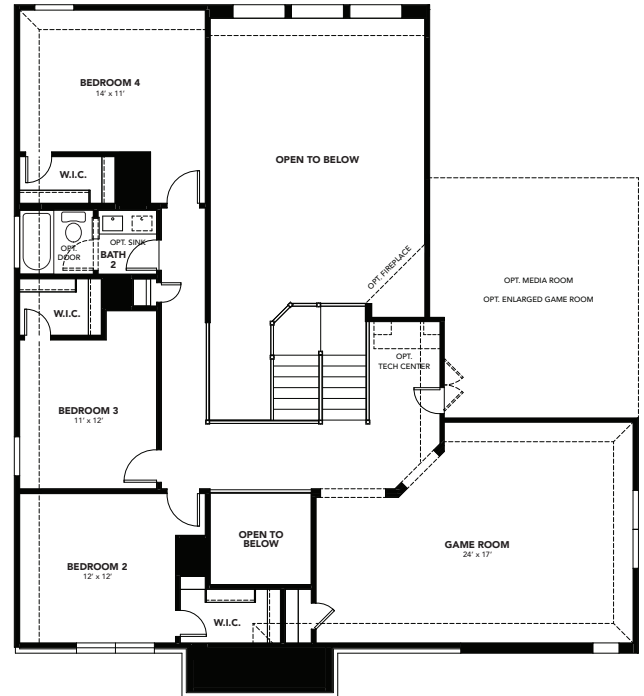 BEDROOM 4
14' x 11'
OPEN TO BELOW
W.I.C.
OPT. SINK
OPT.
DOOR
BATH
2
OPT. FIREPLACE
OPT. MEDIA ROOM
OPT. ENLARGED GAME ROOM
W.I.C.
OPT.
TECH CENTER
BEDROOM 3
11' x 12'
OPEN TO
BELOW
GAME ROOM
24' x 17'
BEDROOM 2
12' x 12'
W.I.C.